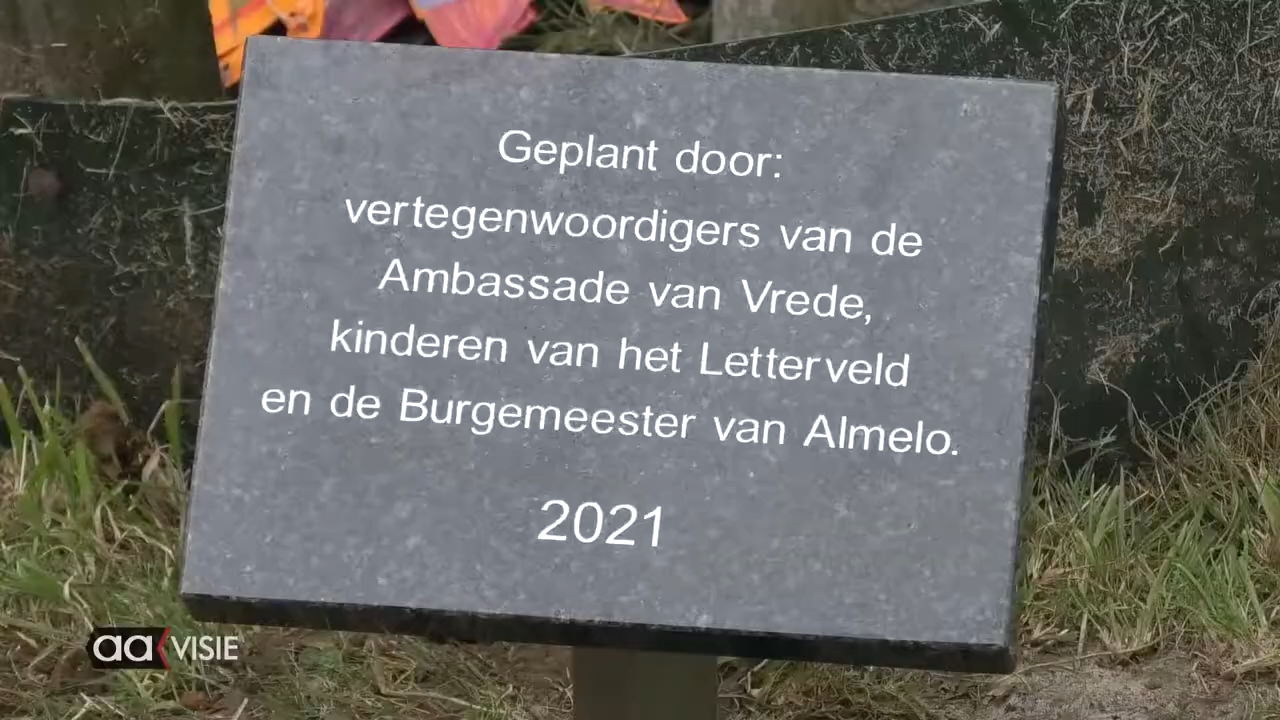 Geplant door:
vertegenwoordigers van de
Ambassade van Vrede,
kinderen van het Letterveld
en de Burgemeester van Almelo.
2021
aa VISIE